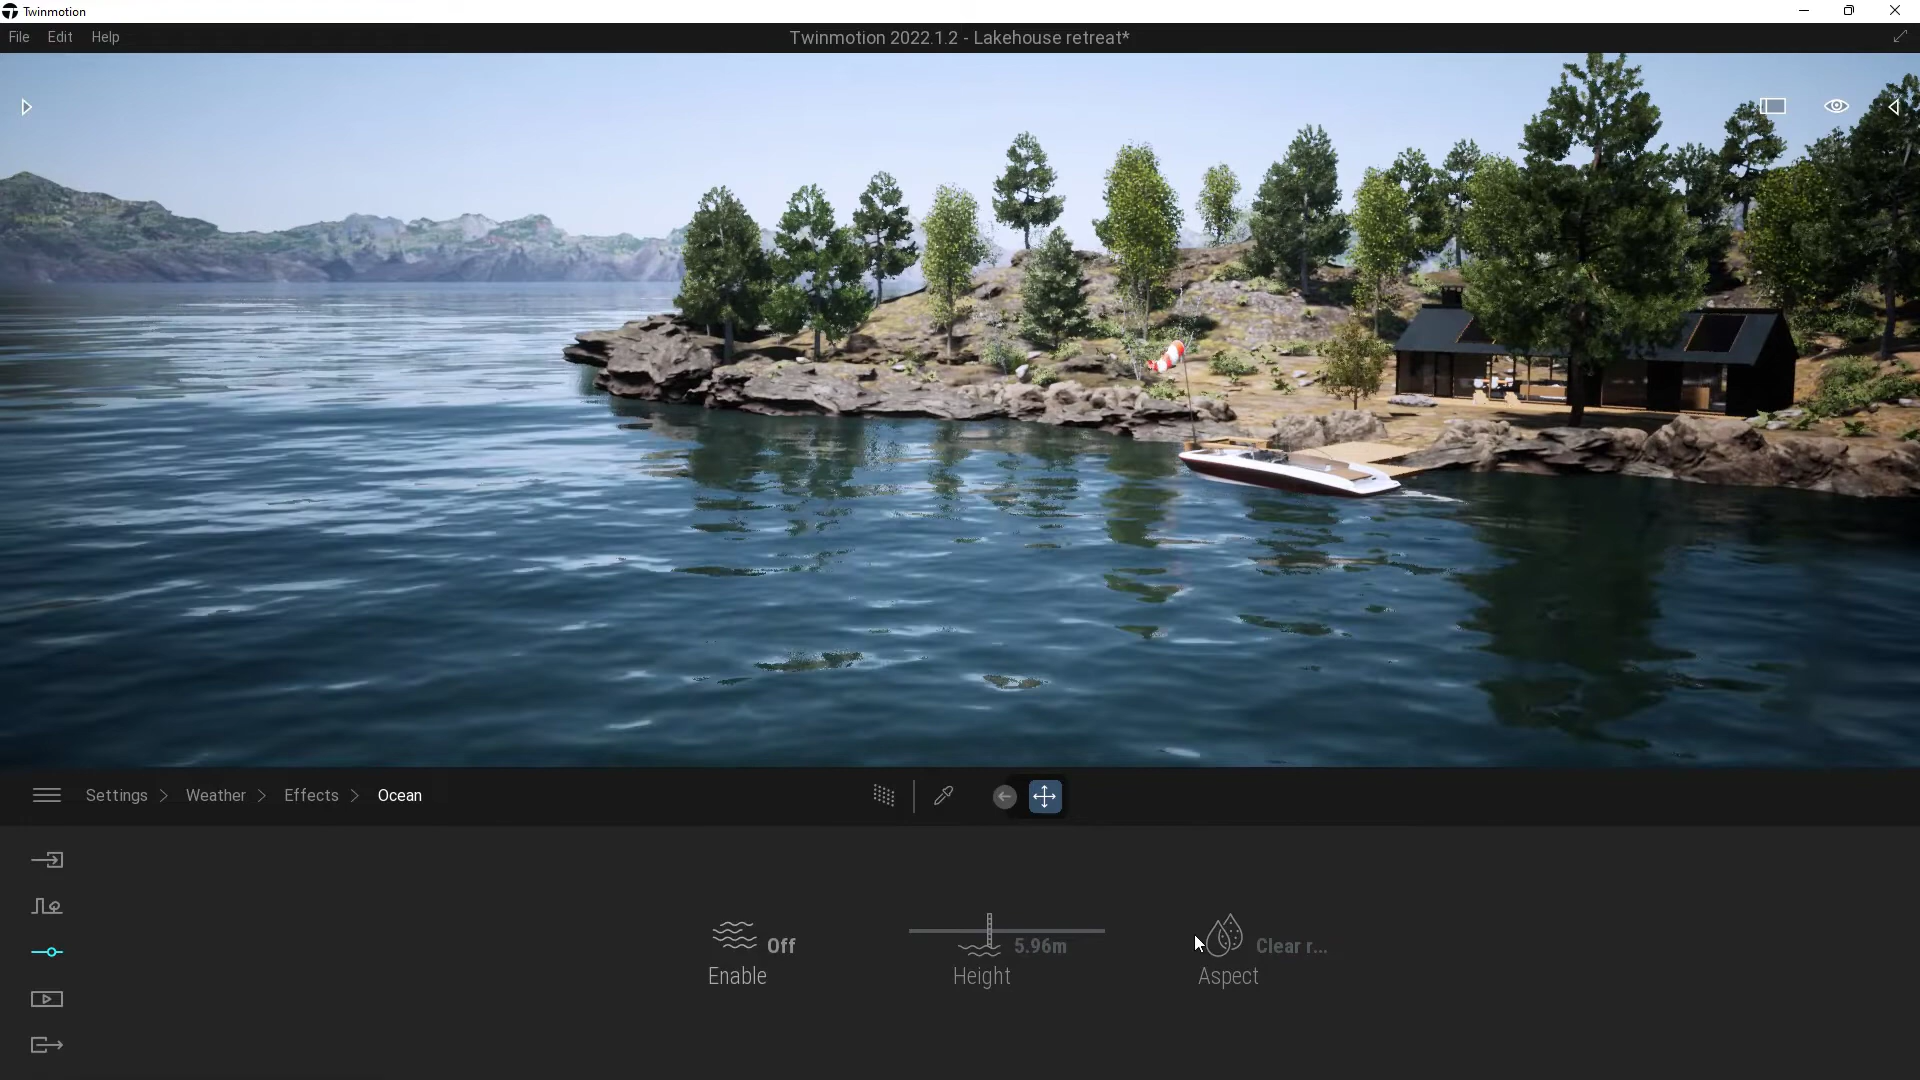 Twinmotion
File Edit Help
Twinmotion 2022.1.2 - Lakehouse retreat*
Settings > Weather > Effects > Ocean
Off
Enable
5.96m
Height
Clear r...
Aspect